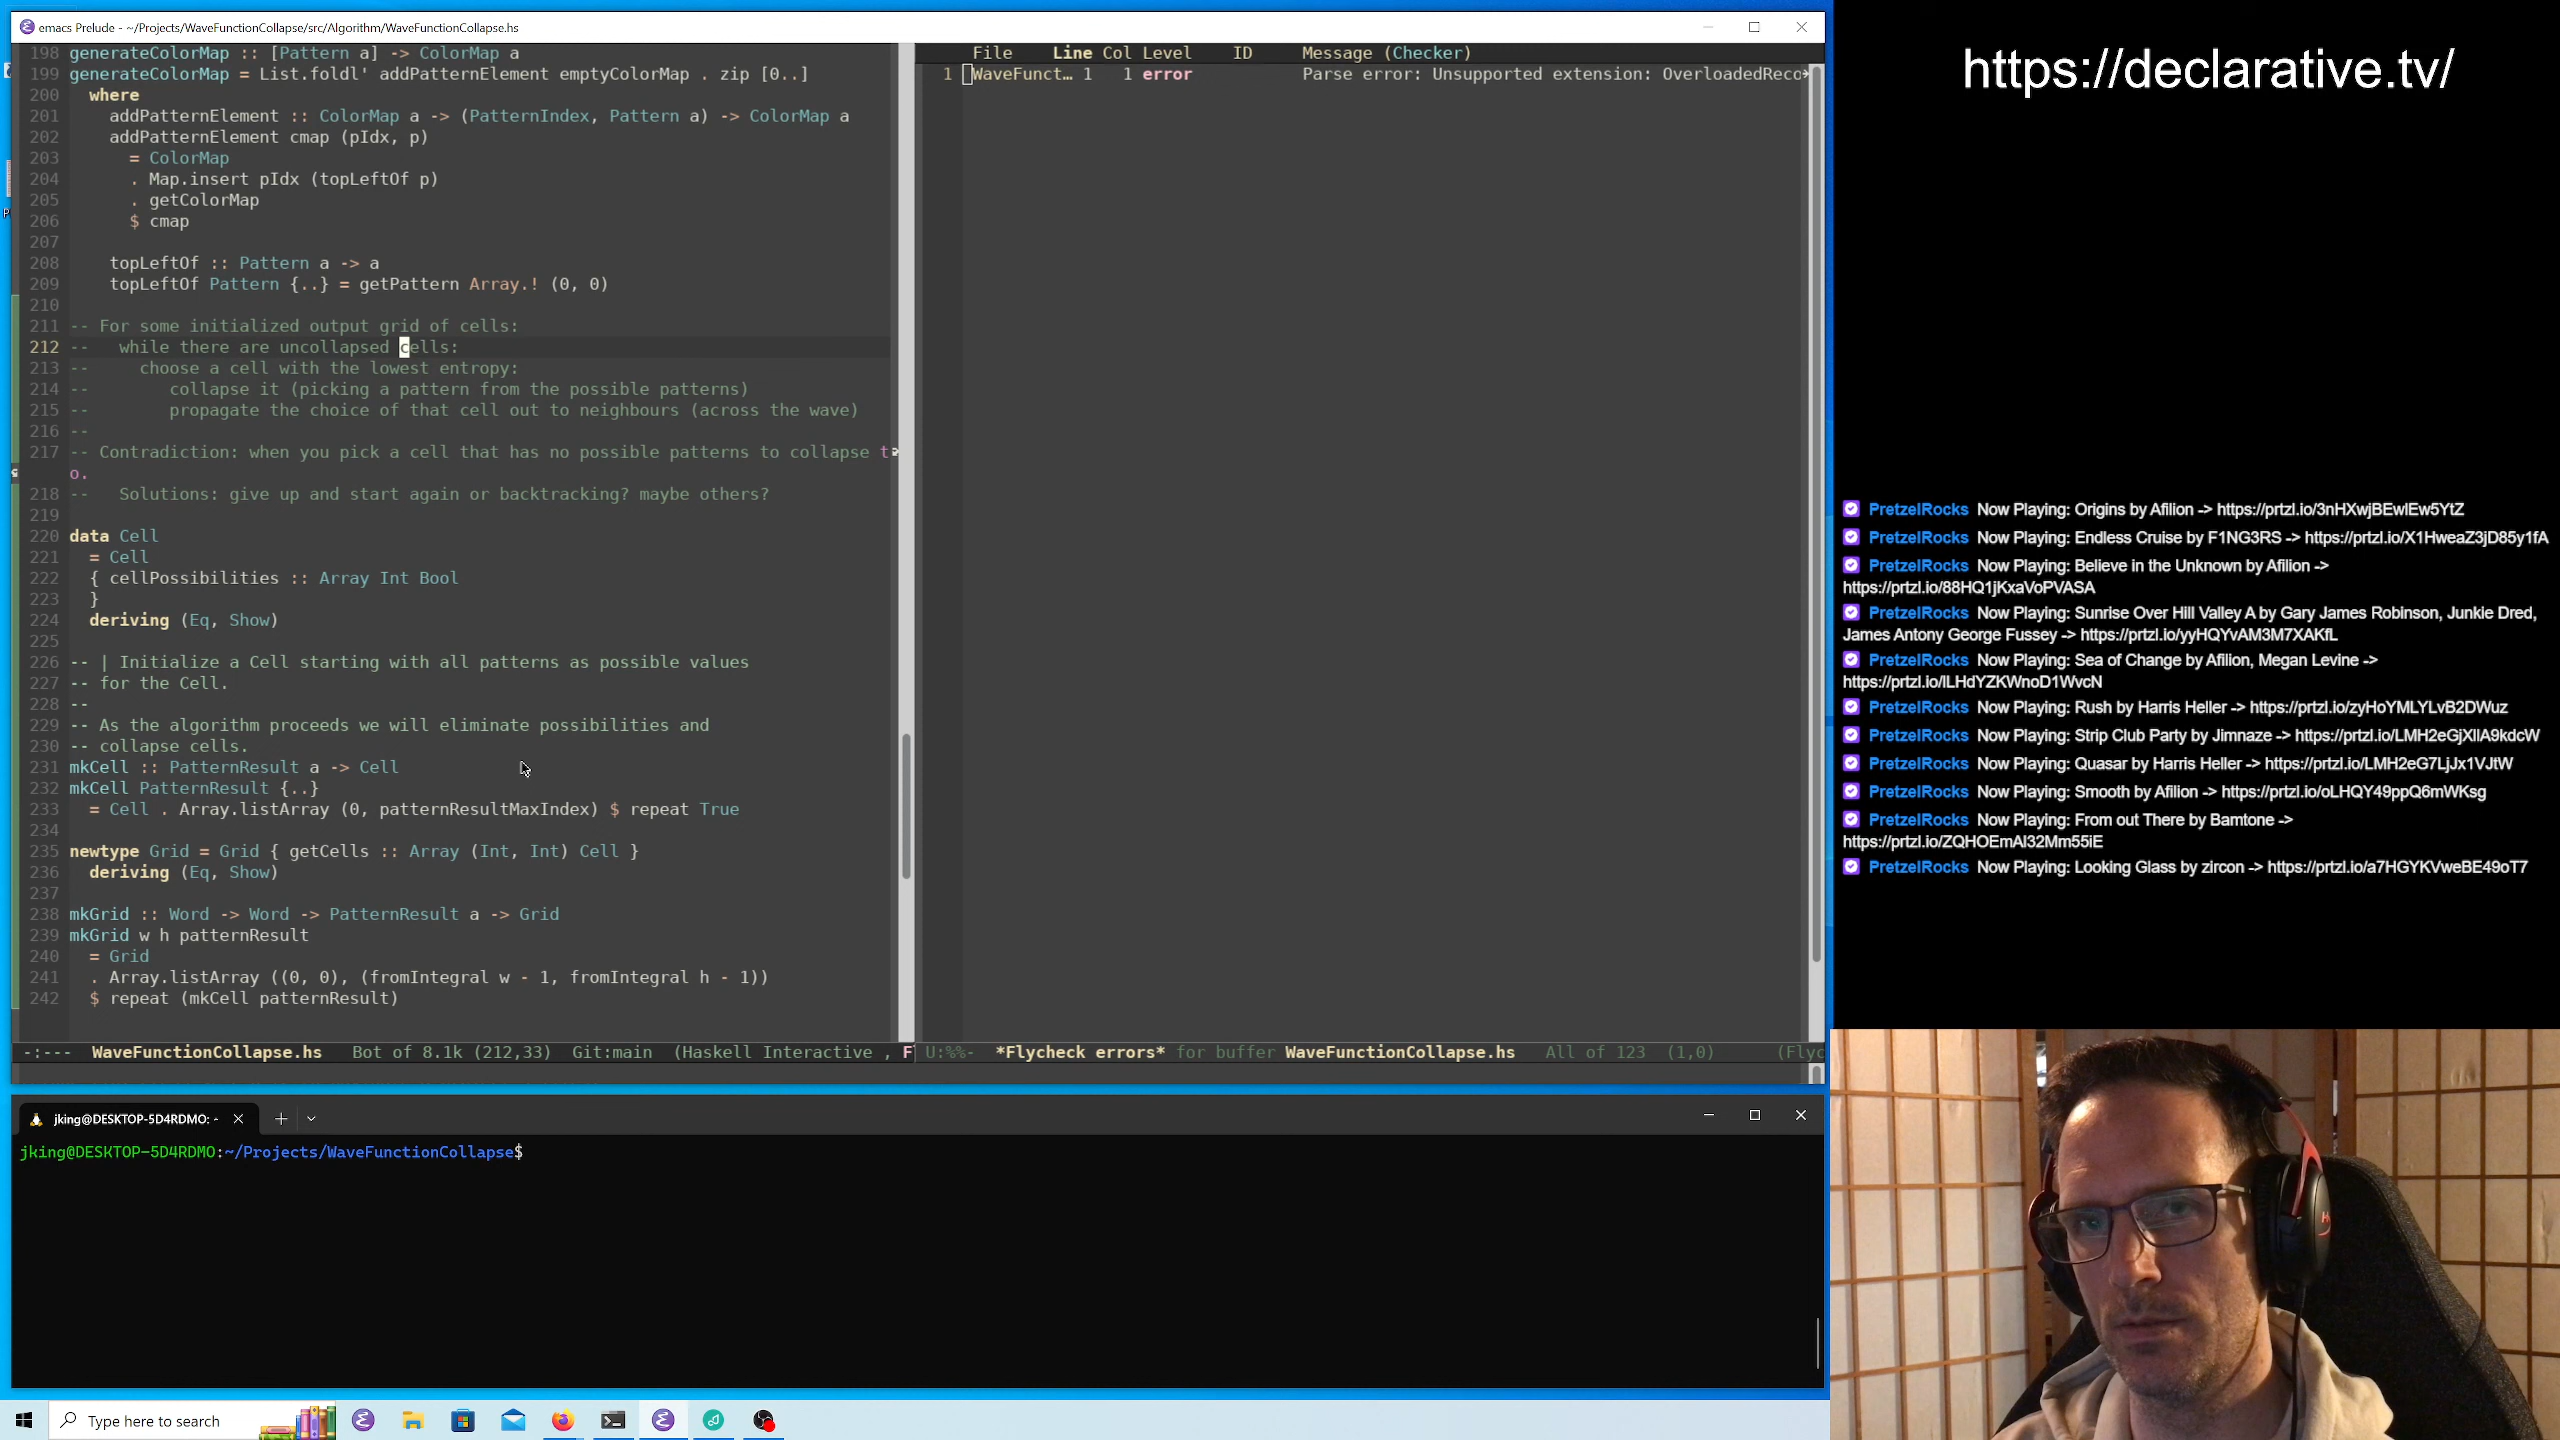 emacs Prelude - ~/Projects/WaveFunctionCollapse/src/Algorithm/WaveFunctionCollapse.hs
198 generateColorMap :: [Pattern a] -> ColorMap a
199 generateColorMap = List.foldl' addPatternElement emptyColorMap . zip [0..]
200   where
201     addPatternElement :: ColorMap a -> (PatternIndex, Pattern a) -> ColorMap a
202     addPatternElement cmap (pIdx, p)
203       = ColorMap
204       . Map.insert pIdx (topLeftOf p)
205       . getColorMap
206       $ cmap
207
208     topLeftOf :: Pattern a -> a
209     topLeftOf Pattern {..} = getPattern Array.! (0, 0)
210
211 -- For some initialized output grid of cells:
212 --   while there are uncollapsed cells:
213 --     choose a cell with the lowest entropy:
214 --        collapse it (picking a pattern from the possible patterns)
215 --        propagate the choice of that cell out to neighbours (across the wave)
216 --
217 -- Contradiction: when you pick a cell that has no possible patterns to collapse t
o.
218 --   Solutions: give up and start again or backtracking? maybe others?
219
220 data Cell
221   = Cell
222   { cellPossibilities :: Array Int Bool
223   }
224   deriving (Eq, Show)
225
226 -- | Initialize a Cell starting with all patterns as possible values
227 -- for the Cell.
228 --
229 -- As the algorithm proceeds we will eliminate possibilities and
230 -- collapse cells.
231 mkCell :: PatternResult a -> Cell
232 mkCell PatternResult {..}
233   = Cell . Array.listArray (0, patternResultMaxIndex) $ repeat True
234
235 newtype Grid = Grid { getCells :: Array (Int, Int) Cell }
236   deriving (Eq, Show)
237
238 mkGrid :: Word -> Word -> PatternResult a -> Grid
239 mkGrid w h patternResult
240   = Grid
241   . Array.listArray ((0, 0), (fromIntegral w - 1, fromIntegral h - 1))
242   $ repeat (mkCell patternResult)
-:--- WaveFunctionCollapse.hs Bot of 8.1k (212,33) Git:main (Haskell Interactive , F
File Line Col Level ID Message (Checker)
1 WaveFunct… 1 1 error Parse error: Unsupported extension: OverloadedReco
U:%%- *Flycheck errors* for buffer WaveFunctionCollapse.hs All of 123 (1,0) (Flyc
jking@DESKTOP-5D4RDMO: ~
jking@DESKTOP-5D4RDMO:~/Projects/WaveFunctionCollapse$
Type here to search
https://declarative.tv/
PretzelRocks Now Playing: Origins by Afilion -> https://prtzl.io/3nHXwjBEwlEw5YtZ
PretzelRocks Now Playing: Endless Cruise by F1NG3RS -> https://prtzl.io/X1HweaZ3jD85y1fA
PretzelRocks Now Playing: Believe in the Unknown by Afilion ->
https://prtzl.io/88HQ1jKxaVoPVASA
PretzelRocks Now Playing: Sunrise Over Hill Valley A by Gary James Robinson, Junkie Dred,
James Antony George Fussey -> https://prtzl.io/yyHQYvAM3M7XAKfL
PretzelRocks Now Playing: Sea of Change by Afilion, Megan Levine ->
https://prtzl.io/lLHdYZKWnoD1WvcN
PretzelRocks Now Playing: Rush by Harris Heller -> https://prtzl.io/zyHoYMLYLvB2DWuz
PretzelRocks Now Playing: Strip Club Party by Jimnaze -> https://prtzl.io/LMH2eGjXllA9kdcW
PretzelRocks Now Playing: Quasar by Harris Heller -> https://prtzl.io/LMH2eG7LjJx1VJtW
PretzelRocks Now Playing: Smooth by Afilion -> https://prtzl.io/oLHQY49ppQ6mWKsg
PretzelRocks Now Playing: From out There by Bamtone ->
https://prtzl.io/ZQHOEmAl32Mm55iE
PretzelRocks Now Playing: Looking Glass by zircon -> https://prtzl.io/a7HGYKVweBE49oT7